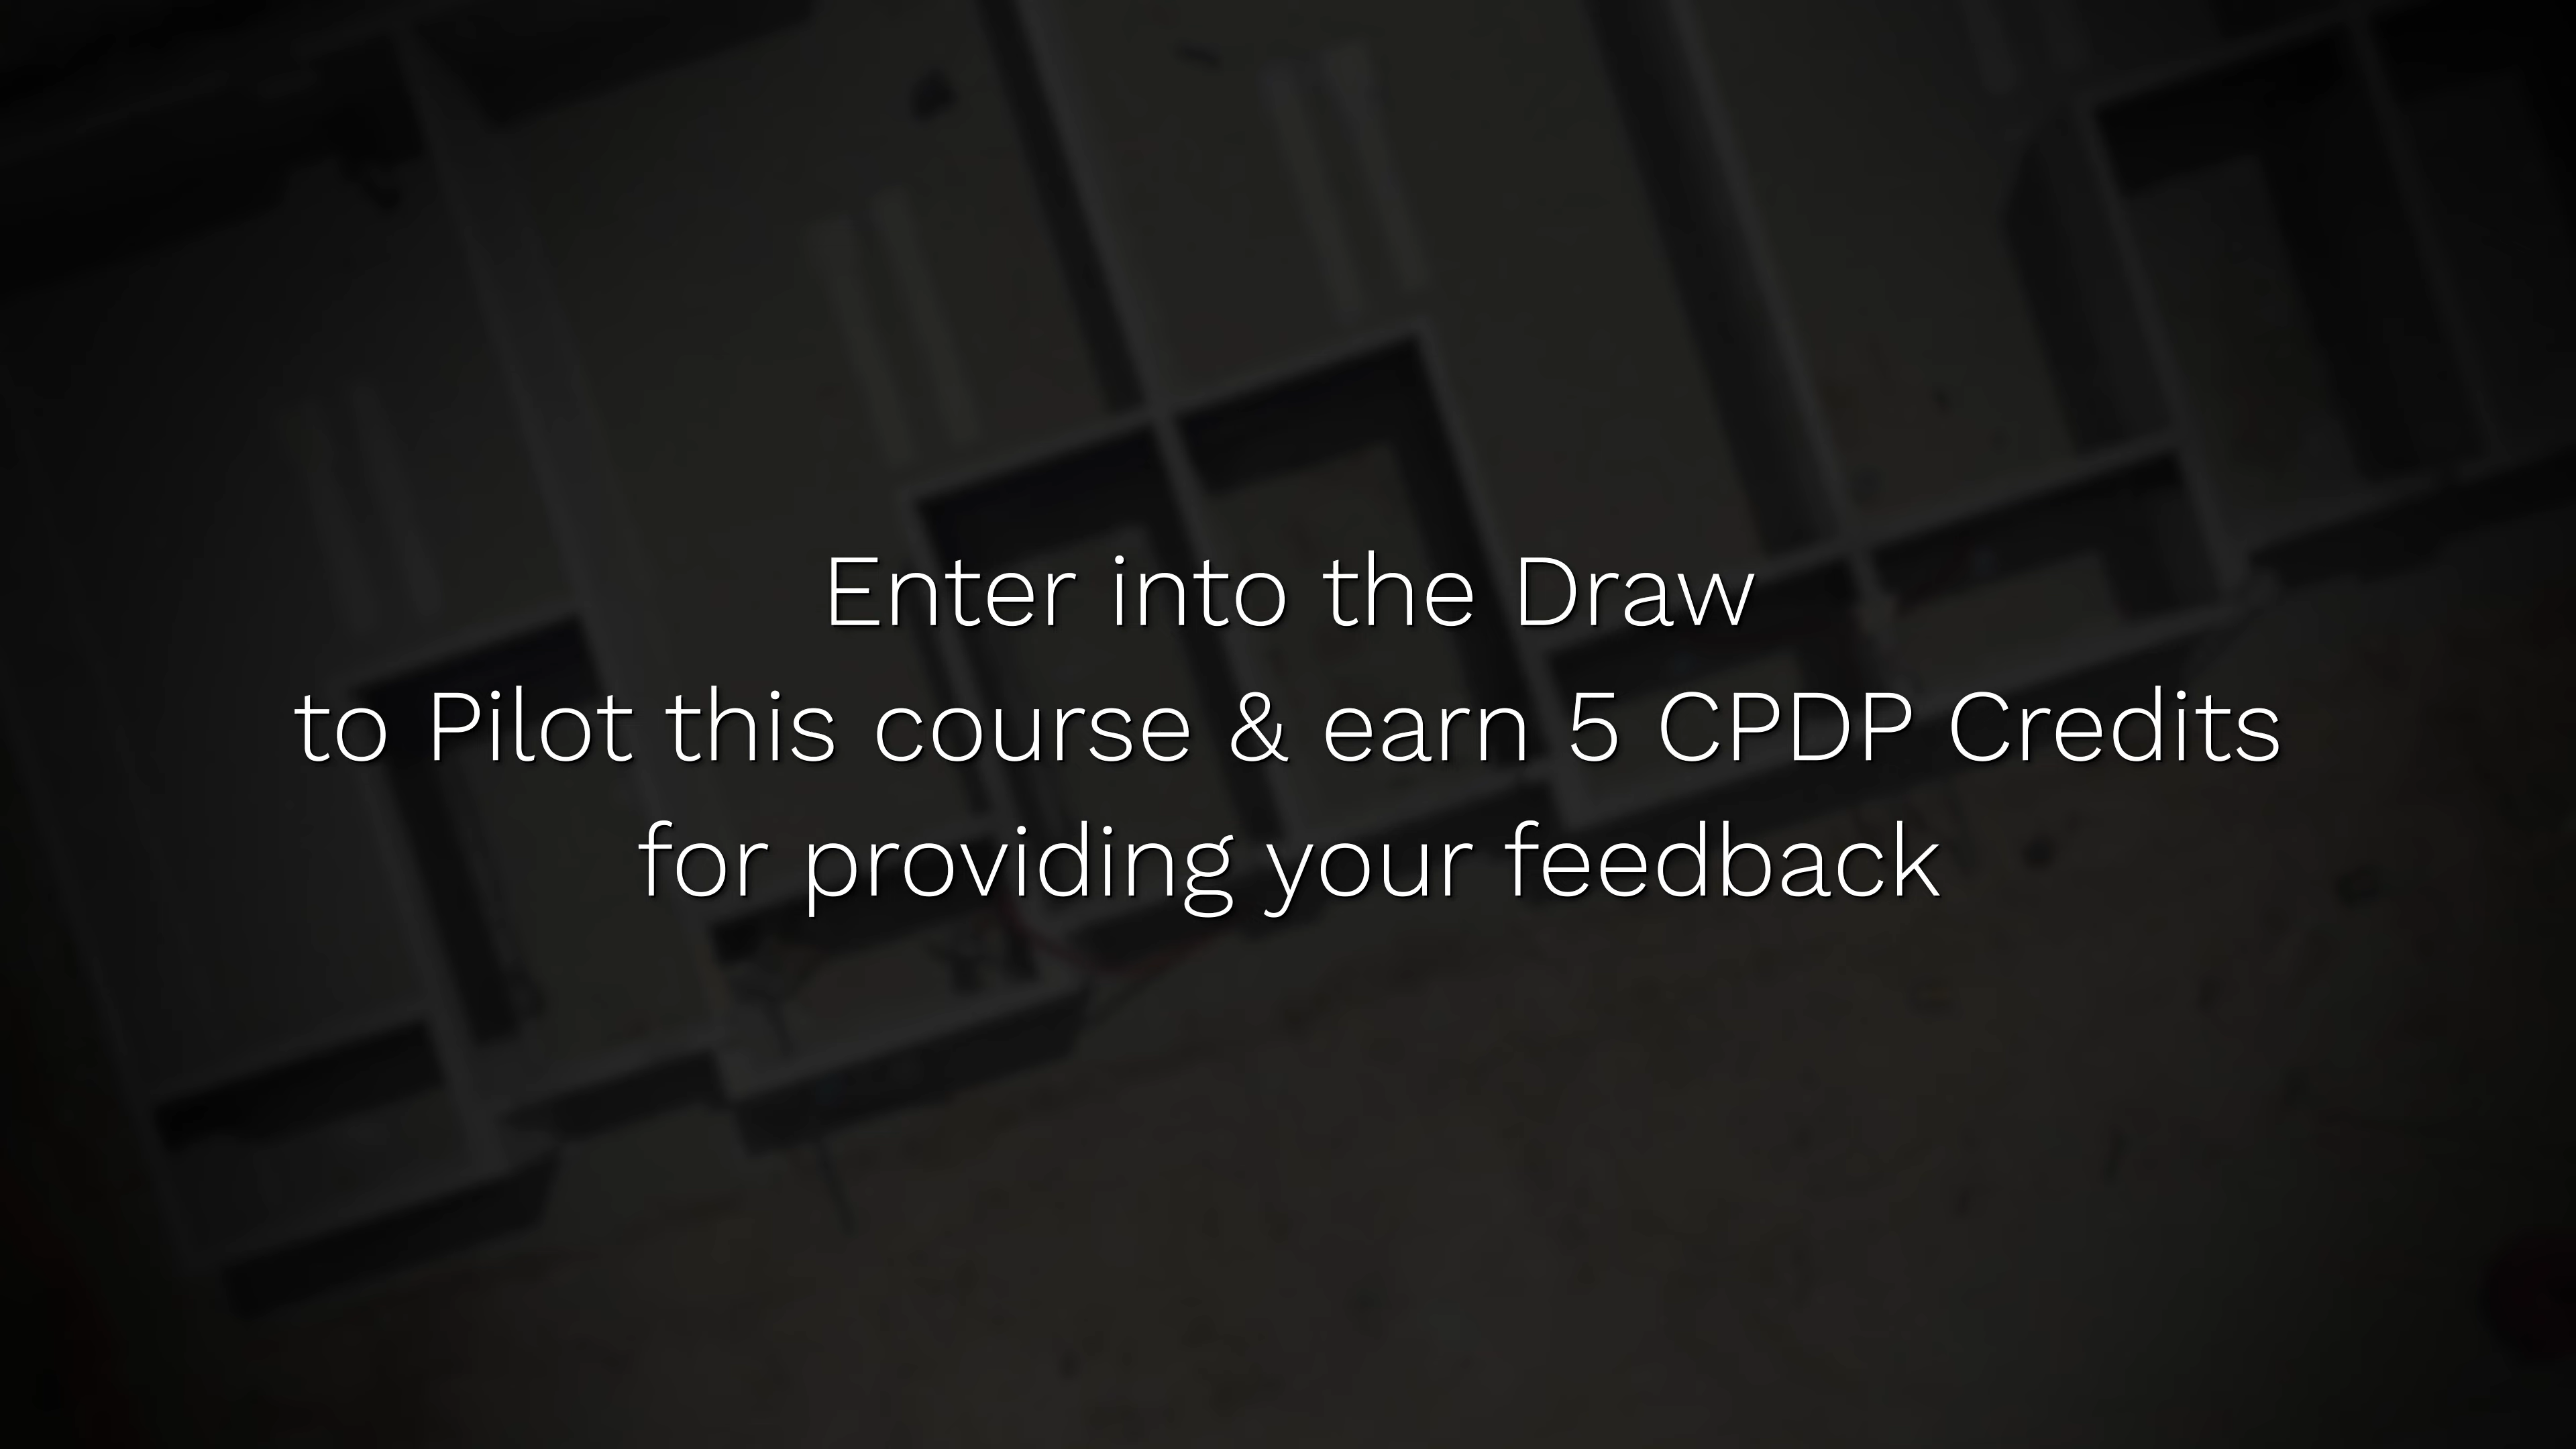 Enter into the Draw
to Pilot this course & earn 5 CPDP Credits
for providing your feedback